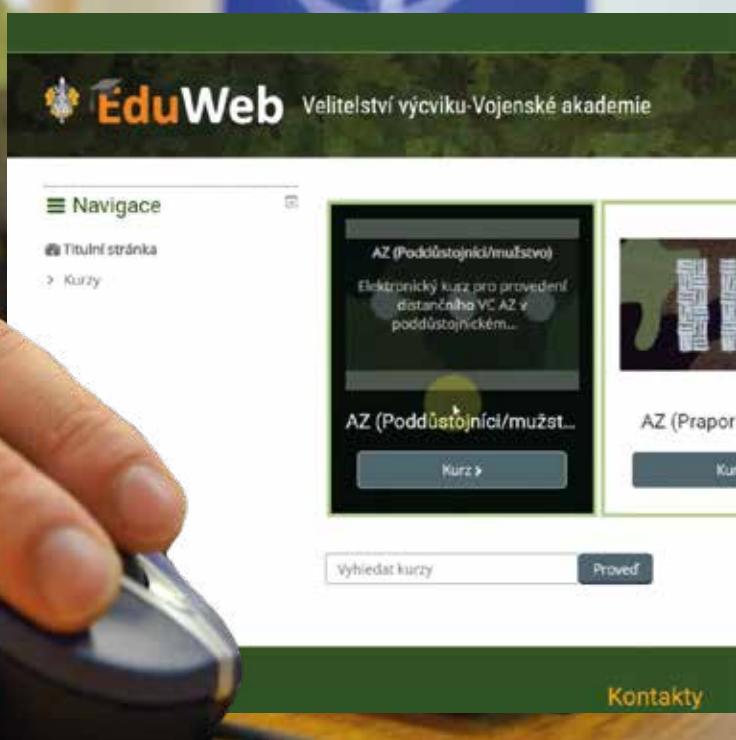 EduWeb Velitelství výcviku-Vojenské akademie
Navigace
Titulní stránka
Kurzy
AZ (Poddůstojníci/mužstvo)
Elektronický kurz pro provedení
distančního VC AZ v
poddůstojnickém...
AZ (Poddůstojníci/mužst...
Kurz
AZ (Prapor
Kur
Vyhledat kurzy
Proveď
Kontakty